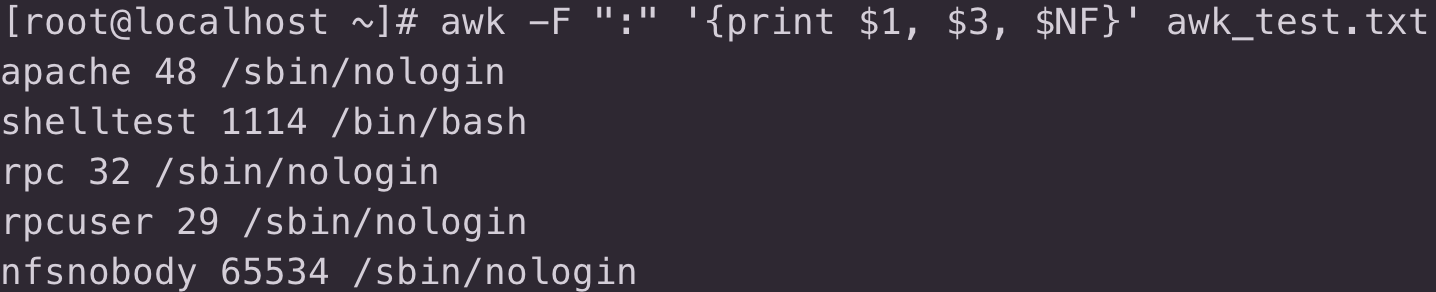 [root@localhost ~]# awk -F ":" '{print $1, $3, $NF}' awk_test.txt
apache 48 /sbin/nologin
shelltest 1114 /bin/bash
rpc 32 /sbin/nologin
rpcuser 29 /sbin/nologin
nfsnobody 65534 /sbin/nologin